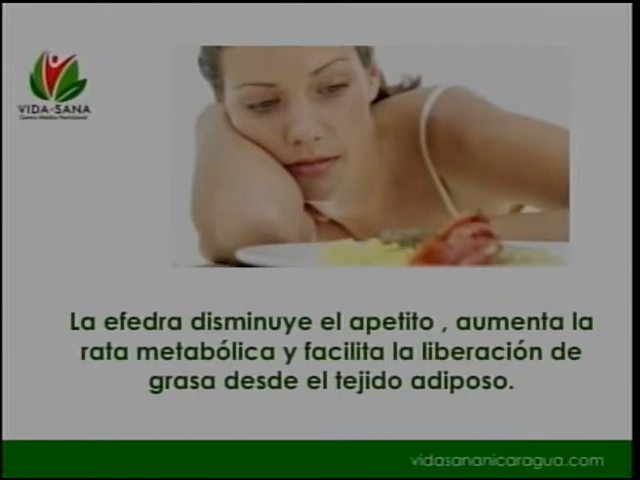 VIDA-SANA
La efedra disminuye el apetito , aumenta la
rata metabólica y facilita la liberación de
grasa desde el tejido adiposo.
vidasananicaragua.com